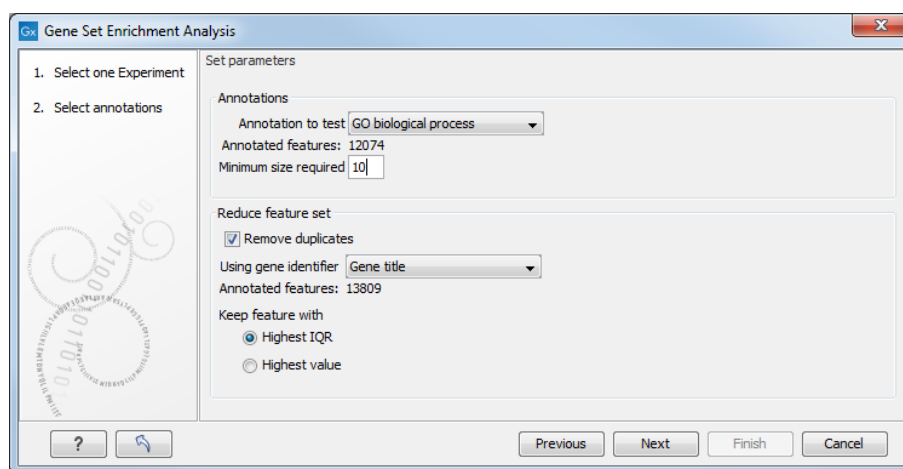 Gx Gene Set Enrichment Analysis
1. Select one Experiment
2. Select annotations
Set parameters
Annotations
Annotation to test GO biological process
Annotated features: 12074
Minimum size required 10
Reduce feature set
Remove duplicates
Using gene identifier Gene title
Annotated features: 13809
Keep feature with
Highest IQR
Highest value
? Previous Next Finish Cancel